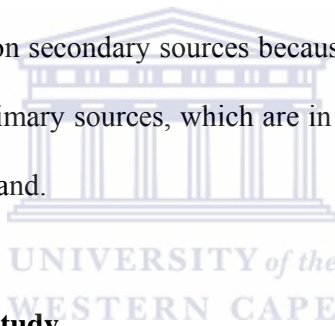 on secondary sources becaus
imary sources, which are in
and.
UNIVERSITY of the
WESTERN CAPE
tudy